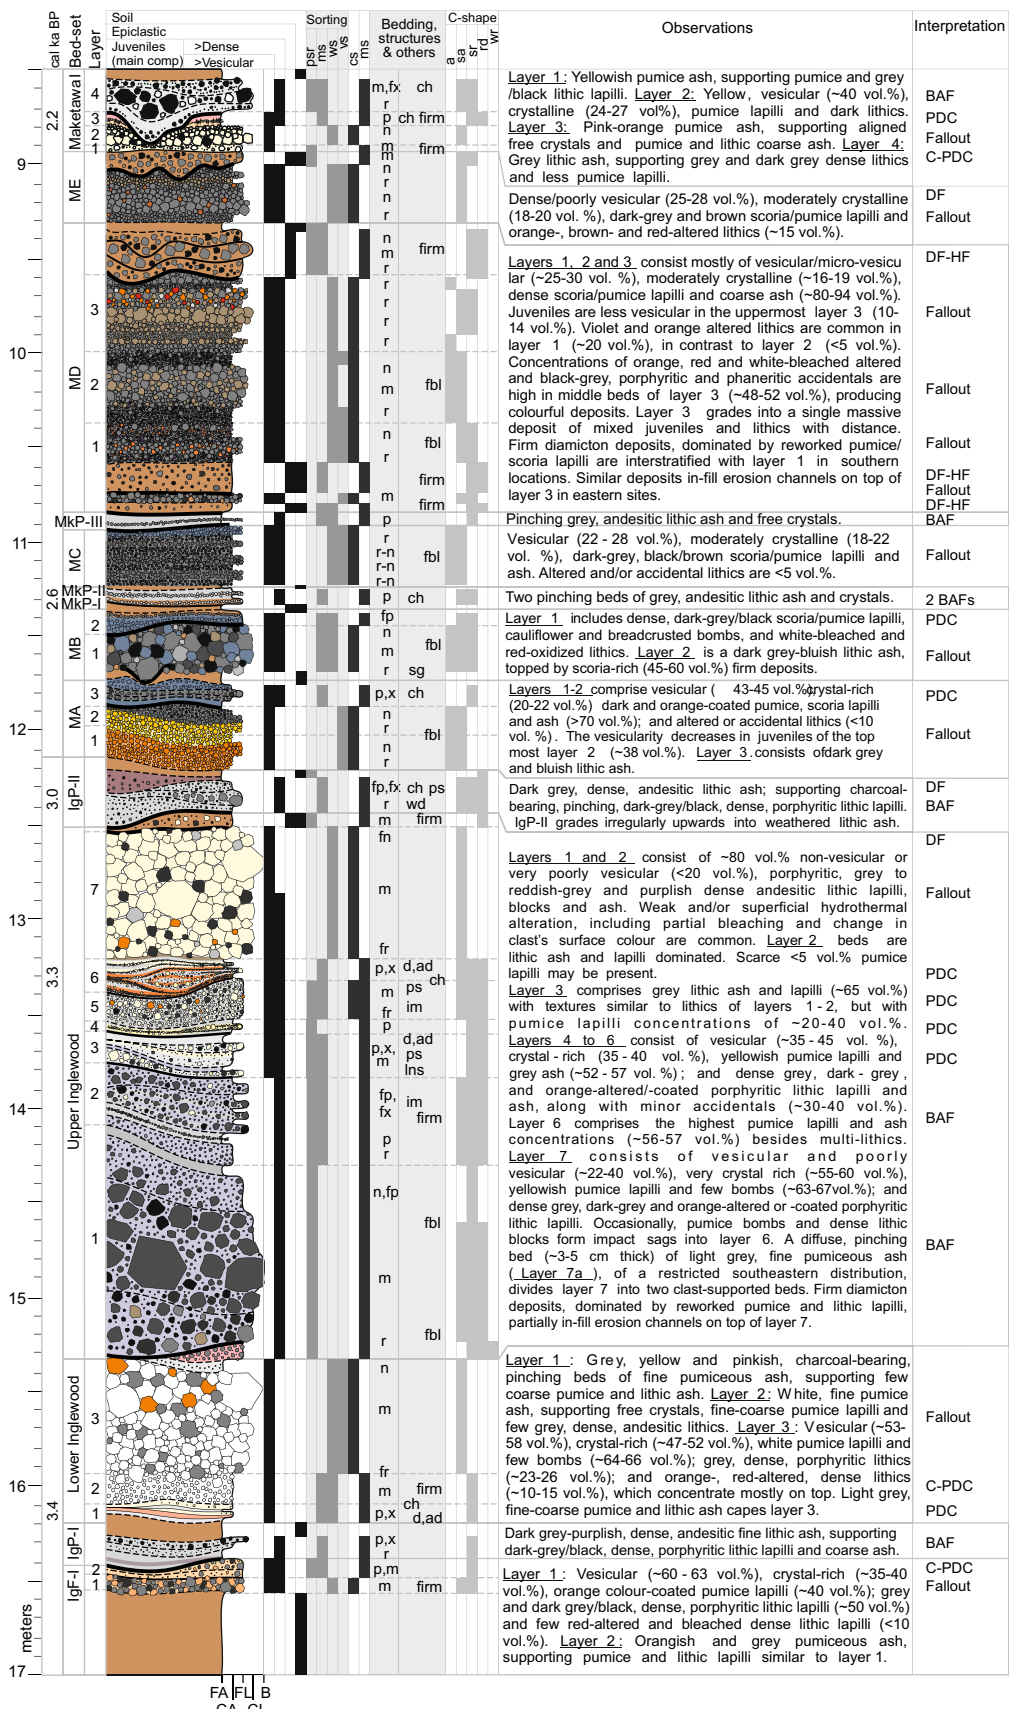 cal ka BP
Bed-set
Layer
Soil
Epiclastic
Juveniles
(main comp)
>Dense
>Vesicular
Sorting
psr
ms
ws
vs
cs
ms
Bedding,
structures
& others
C-shape
a
sa
sr
rd
wr
Observations
Interpretation
2.2
2.6
3.0
3.3
3.4
9
10
11
12
13
14
15
16
17
meters
Maketawa I
4
3
2
1
m,fx ch
r
p ch firm
n
m firm
m
Layer 1: Yellowish pumice ash, supporting pumice and grey
/black lithic lapilli. Layer 2: Yellow, vesicular (~40 vol.%),
crystalline (24-27 vol%), pumice lapilli and dark lithics.
Layer 3: Pink-orange pumice ash, supporting aligned
free crystals and pumice and lithic coarse ash. Layer 4:
Grey lithic ash, supporting grey and dark grey dense lithics
and less pumice lapilli.
BAF
PDC
Fallout
C-PDC
ME
n
r
n
r
Dense/poorly vesicular (25-28 vol.%), moderately crystalline
(18-20 vol. %), dark-grey and brown scoria/pumice lapilli and
orange-, brown- and red-altered lithics (~15 vol.%).
DF
Fallout
MD
3
2
1
n
m firm
r
r
r
r
r
n
m fbl
r
n fbl
r
firm
m
firm
Layers 1, 2 and 3 consist mostly of vesicular/micro-vesicu
lar (~25-30 vol. %), moderately crystalline (~16-19 vol.%),
dense scoria/pumice lapilli and coarse ash (~80-94 vol.%).
Juveniles are less vesicular in the uppermost layer 3 (10-
14 vol.%). Violet and orange altered lithics are common in
layer 1 (~20 vol.%), in contrast to layer 2 (<5 vol.%).
Concentrations of orange, red and white-bleached altered
and black-grey, porphyritic and phaneritic accidentals are
high in middle beds of layer 3 (~48-52 vol.%), producing
colourful deposits. Layer 3 grades into a single massive
deposit of mixed juveniles and lithics with distance.
Firm diamicton deposits, dominated by reworked pumice/
scoria lapilli are interstratified with layer 1 in southern
locations. Similar deposits in-fill erosion channels on top of
layer 3 in eastern sites.
DF-HF
Fallout
Fallout
Fallout
DF-HF
Fallout
DF-HF
MkP-III
p
Pinching grey, andesitic lithic ash and free crystals.
BAF
MC
r
r-n fbl
r-n
r-n
Vesicular (22 - 28 vol.%), moderately crystalline (18-22
vol. %), dark-grey, black/brown scoria/pumice lapilli and
ash. Altered and/or accidental lithics are <5 vol.%.
Fallout
MkP-II
MkP-I
p ch
Two pinching beds of grey, andesitic lithic ash and crystals.
2 BAFs
MB
2
1
fp
n
m fbl
r sg
Layer 1 includes dense, dark-grey/black scoria/pumice lapilli,
cauliflower and breadcrusted bombs, and white-bleached and
red-oxidized lithics. Layer 2 is a dark grey-bluish lithic ash,
topped by scoria-rich (45-60 vol.%) firm deposits.
PDC
Fallout
MA
3
2
1
p,x ch
n
r fbl
n
r
Layers 1-2 comprise vesicular ( 43-45 vol.%), crystal-rich
(20-22 vol.%) dark and orange-coated pumice, scoria lapilli
and ash (>70 vol.%); and altered or accidental lithics (<10
vol.%). The vesicularity decreases in juveniles of the top
most layer 2 (~38 vol.%). Layer 3 consists of dark grey
and bluish lithic ash.
PDC
Fallout
IgP-II
fp,fx ch ps
r wd
m firm
Dark grey, dense, andesitic lithic ash; supporting charcoal-
bearing, pinching, dark-grey/black, dense, porphyritic lithic lapilli.
IgP-II grades irregularly upwards into weathered lithic ash.
DF
BAF
DF
Upper Inglewood
7
6
5
4
3
2
1
fn
m
fr
p,x d,ad
ch
m ps
fr im
p
p,x, d,ad
m ps
lns
fp, im
fx firm
p
r
n,fp
fbl
m
r fbl
Layers 1 and 2 consist of ~80 vol.% non-vesicular or
very poorly vesicular (<20 vol.%), porphyritic, grey to
reddish-grey and purplish dense andesitic lithic lapilli,
blocks and ash. Weak and/or superficial hydrothermal
alteration, including partial bleaching and change in
clast's surface colour are common. Layer 2 beds are
lithic ash and lapilli dominated. Scarce <5 vol.% pumice
lapilli may be present.
Layer 3 comprises grey lithic ash and lapilli (~65 vol.%)
with textures similar to lithics of layers 1-2, but with
pumice lapilli concentrations of ~20-40 vol.%.
Layers 4 to 6 consist of vesicular (~35-45 vol. %),
crystal-rich (35-40 vol. %), yellowish pumice lapilli and
grey ash (~52-57 vol. %); and dense grey, dark-grey,
and orange-altered/-coated porphyritic lithic lapilli and
ash, along with minor accidentals (~30-40 vol.%).
Layer 6 comprises the highest pumice lapilli and ash
concentrations (~56-57 vol.%) besides multi-lithics.
Layer 7 consists of vesicular and poorly
vesicular (~22-40 vol.%), very crystal rich (~55-60 vol.%),
yellowish pumice lapilli and few bombs (~63-67vol.%); and
dense grey, dark-grey and orange-altered or -coated porphyritic
lithic lapilli. Occasionally, pumice bombs and dense lithic
blocks form impact sags into layer 6. A diffuse, pinching
bed (~3-5 cm thick) of light grey, fine pumiceous ash
( Layer 7a ), of a restricted southeastern distribution,
divides layer 7 into two clast-supported beds. Firm diamicton
deposits, dominated by reworked pumice and lithic lapilli,
partially in-fill erosion channels on top of layer 7.
Fallout
PDC
PDC
PDC
PDC
BAF
BAF
Lower Inglewood
3
2
1
n
m
fr
m firm
ch
p,x d,ad
Layer 1 : Grey, yellow and pinkish, charcoal-bearing,
pinching beds of fine pumiceous ash, supporting few
coarse pumice and lithic ash. Layer 2: White, fine pumice
ash, supporting free crystals, fine-coarse pumice lapilli and
few grey, dense, andesitic lithics. Layer 3 : Vesicular (~53-
58 vol.%), crystal-rich (~47-52 vol.%), white pumice lapilli and
few bombs (~64-66 vol.%); grey, dense, porphyritic lithics
(~23-26 vol.%); and orange-, red-altered, dense lithics
(~10-15 vol.%), which concentrate mostly on top. Light grey,
fine-coarse pumice and lithic ash capes layer 3.
Fallout
C-PDC
PDC
IgP-I
p,x
r
Dark grey-purplish, dense, andesitic fine lithic ash, supporting
dark-grey/black, dense, porphyritic lithic lapilli and coarse ash.
BAF
IgF-I
2
1
p,m
m firm
Layer 1 : Vesicular (~60 - 63 vol.%), crystal-rich (~35-40
vol.%), orange colour-coated pumice lapilli (~40 vol.%); grey
and dark grey/black, dense, porphyritic lithic lapilli (~50 vol.%)
and few red-altered and bleached dense lithic lapilli (<10
vol.%). Layer 2: Orangish and grey pumiceous ash,
supporting pumice and lithic lapilli similar to layer 1.
C-PDC
Fallout
FA FL B